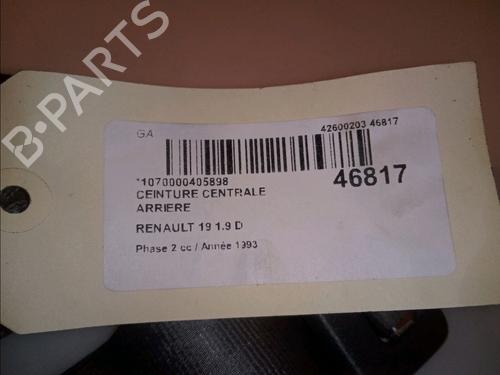 B-PARTS
GA
42600203 46817
*1070000405898
46817
CEINTURE CENTRALE
ARRIERE
RENAULT 19 1.9 D
Phase 2 cc / Année 1993